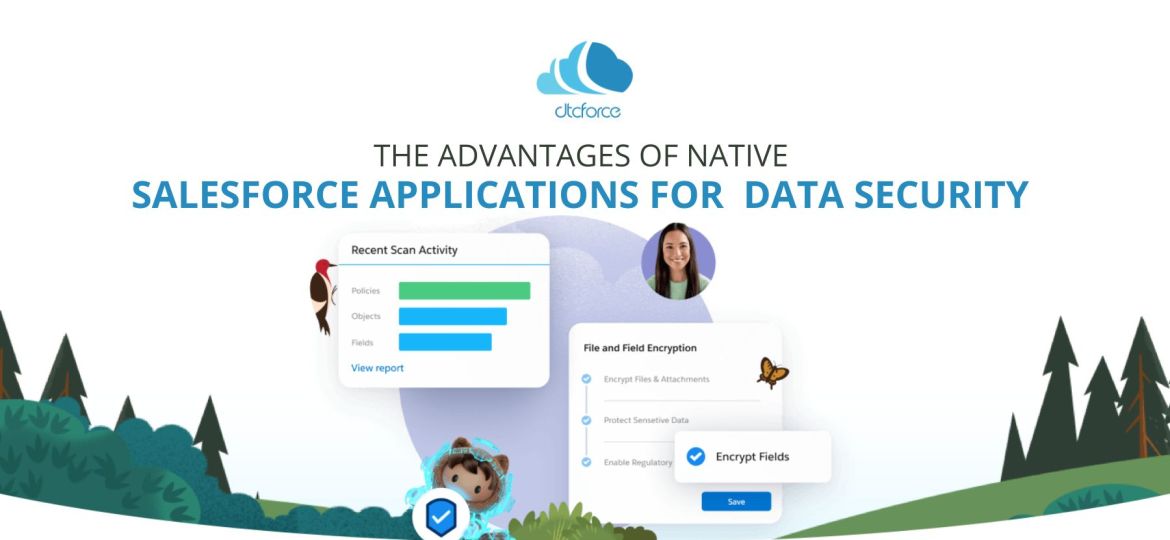 dtcforce
THE ADVANTAGES OF NATIVE
SALESFORCE APPLICATIONS FOR DATA SECURITY
Recent Scan Activity
Policies
Objects
Fields
View report
File and Field Encryption
Encrypt Files & Attachments
Protect Sensetive Data
Enable Regulatory
Encrypt Fields
Save